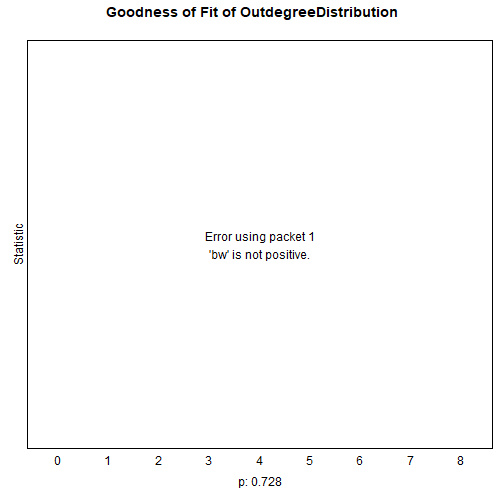 Goodness of Fit of OutdegreeDistribution
Statistic
Error using packet 1
'bw' is not positive.
0 1 2 3 4 5 6 7 8
p: 0.728